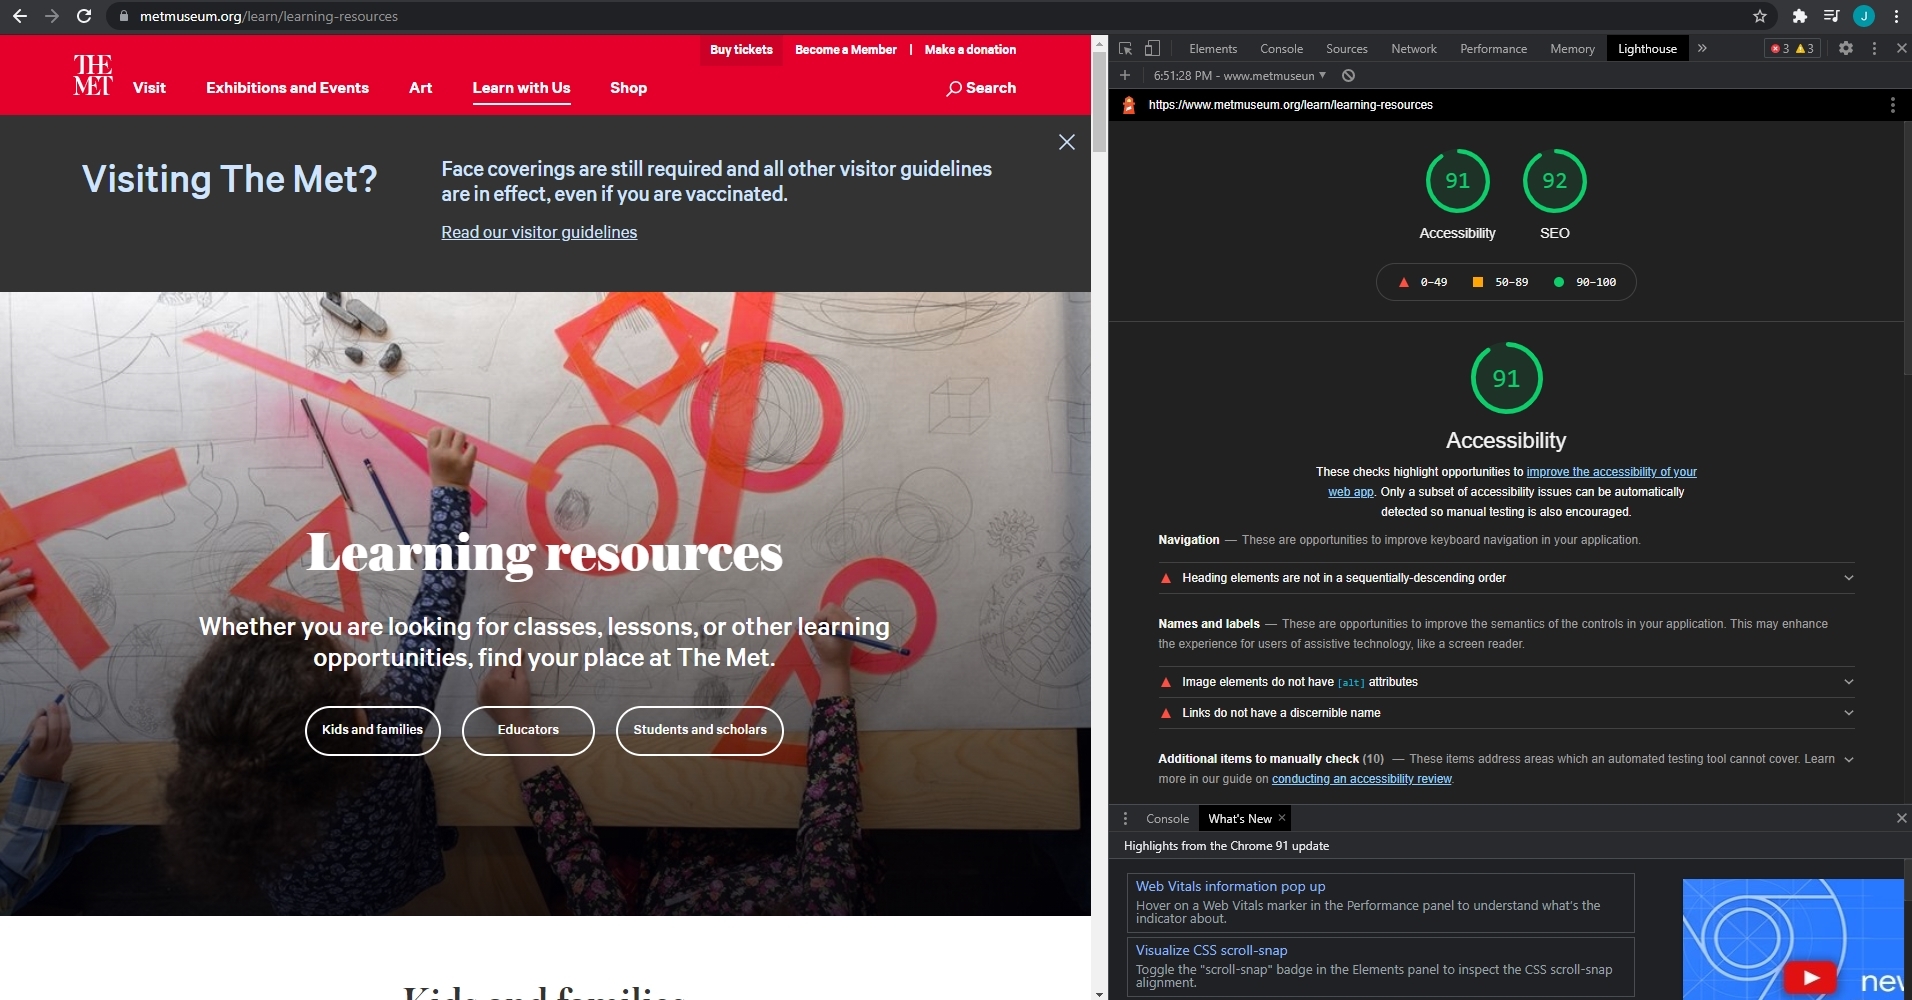 metmuseum.org/learn/learning-resources
J
Buy tickets
Become a Member | Make a donation
THE
MET
Visit
Exhibitions and Events
Art
Learn with Us
Shop
Search
Visiting The Met?
Face coverings are still required and all other visitor guidelines
are in effect, even if you are vaccinated.
Read our visitor guidelines
Learning resources
Whether you are looking for classes, lessons, or other learning
opportunities, find your place at The Met.
Kids and families
Educators
Students and scholars
Kids and families
Elements
Console
Sources
Network
Performance
Memory
Lighthouse
3
3
6:51:28 PM - www.metmuseun
https://www.metmuseum.org/learn/learning-resources
91
92
Accessibility
SEO
0–49
50–89
90–100
91
Accessibility
These checks highlight opportunities to improve the accessibility of your
web app. Only a subset of accessibility issues can be automatically
detected so manual testing is also encouraged.
Navigation — These are opportunities to improve keyboard navigation in your application.
Heading elements are not in a sequentially-descending order
Names and labels — These are opportunities to improve the semantics of the controls in your application. This may enhance
the experience for users of assistive technology, like a screen reader.
Image elements do not have [alt] attributes
Links do not have a discernible name
Additional items to manually check (10) — These items address areas which an automated testing tool cannot cover. Learn
more in our guide on conducting an accessibility review.
Console
What's New
Highlights from the Chrome 91 update
Web Vitals information pop up
Hover on a Web Vitals marker in the Performance panel to understand what's the
indicator about.
Visualize CSS scroll-snap
Toggle the "scroll-snap" badge in the Elements panel to inspect the CSS scroll-snap
alignment.
new